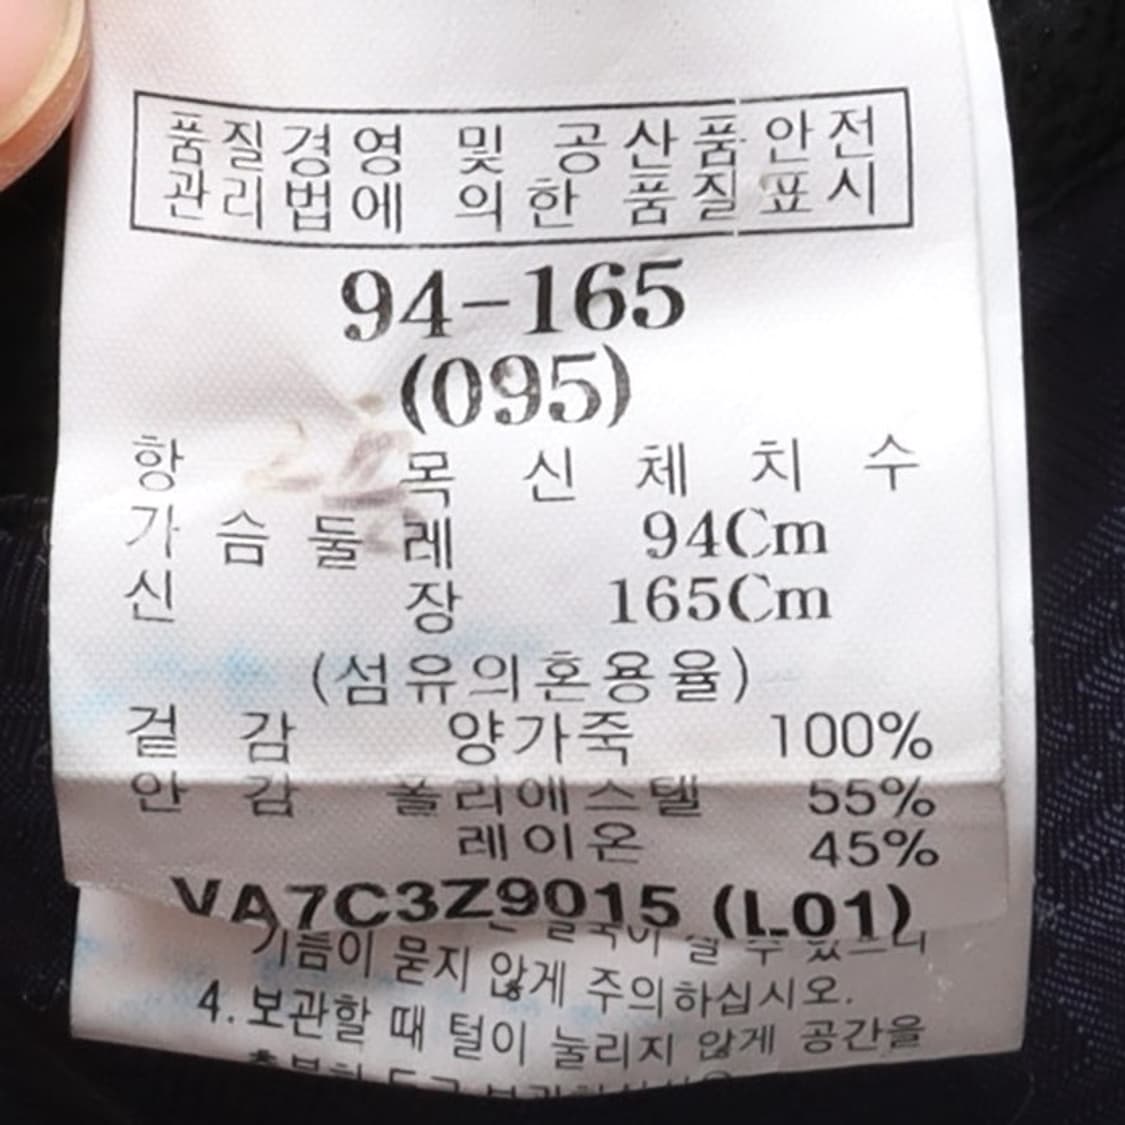 품질경영 및 공산품안전
관리법에 의한 품질표시
94-165
(095)
항 목 신 체 치 수
가 슴 둘 레 94Cm
신 장 165Cm
(섬유의혼용율)
겉 감 양가죽 100%
안 감 폴리에스텔 55%
레이온 45%
VA7C3Z9015 (L01)
기름이 묻지 않게 주의하십시오.
4. 보관할 때 털이 눌리지 않게 공간을